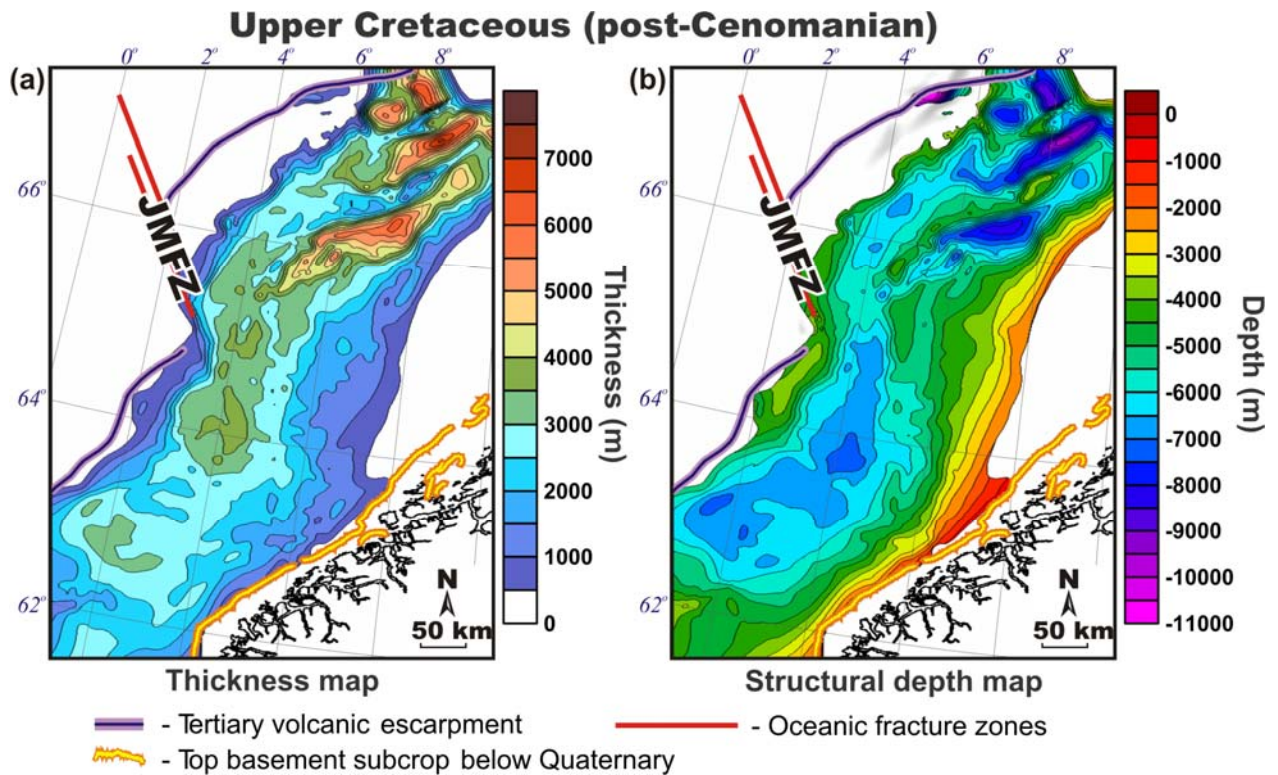 Upper Cretaceous (post-Cenomanian)
(a)
0° 2° 4° 6°
66°
64°
62°
JMFZ
N
50 km
7000
6000
5000
4000
3000
2000
1000
0
Thickness (m)
Thickness map
(b)
0° 2° 4° 6° 8°
66°
64°
62°
JMFZ
N
50 km
0
-1000
-2000
-3000
-4000
-5000
-6000
-7000
-8000
-9000
-10000
-11000
Depth (m)
Structural depth map
- Tertiary volcanic escarpment
- Oceanic fracture zones
- Top basement subcrop below Quaternary